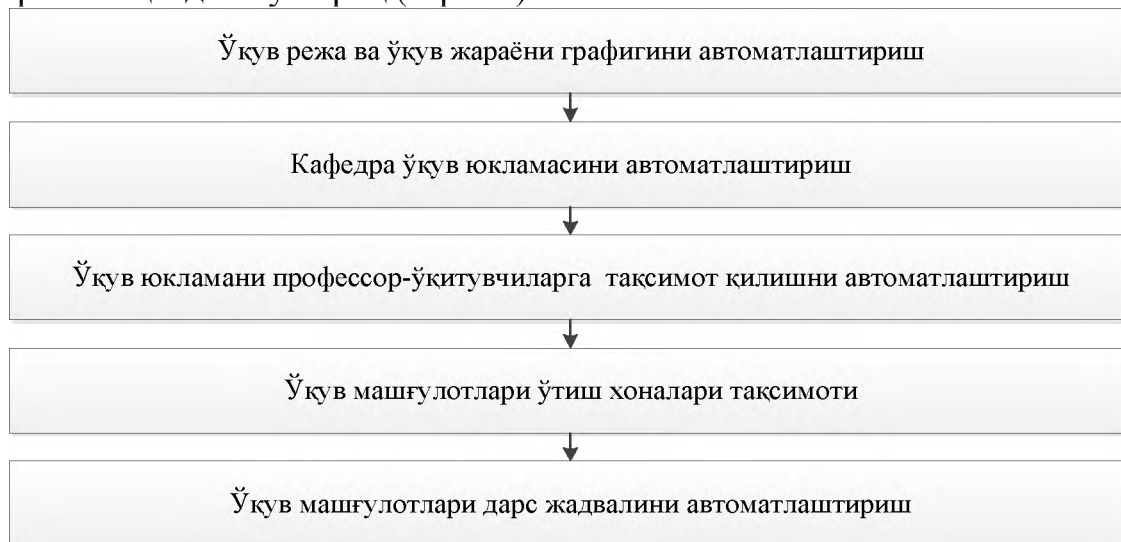 Ўқув режа ва ўқув жараёни графигини автоматлаштириш
Кафедра ўқув юкламасини автоматлаштириш
Ўқув юкламани профессор-ўқитувчиларга тақсимот қилишни автоматлаштириш
Ўқув машғулотлари ўтиш хоналари тақсимоти
Ўқув машғулотлари дарс жадвалини автоматлаштириш